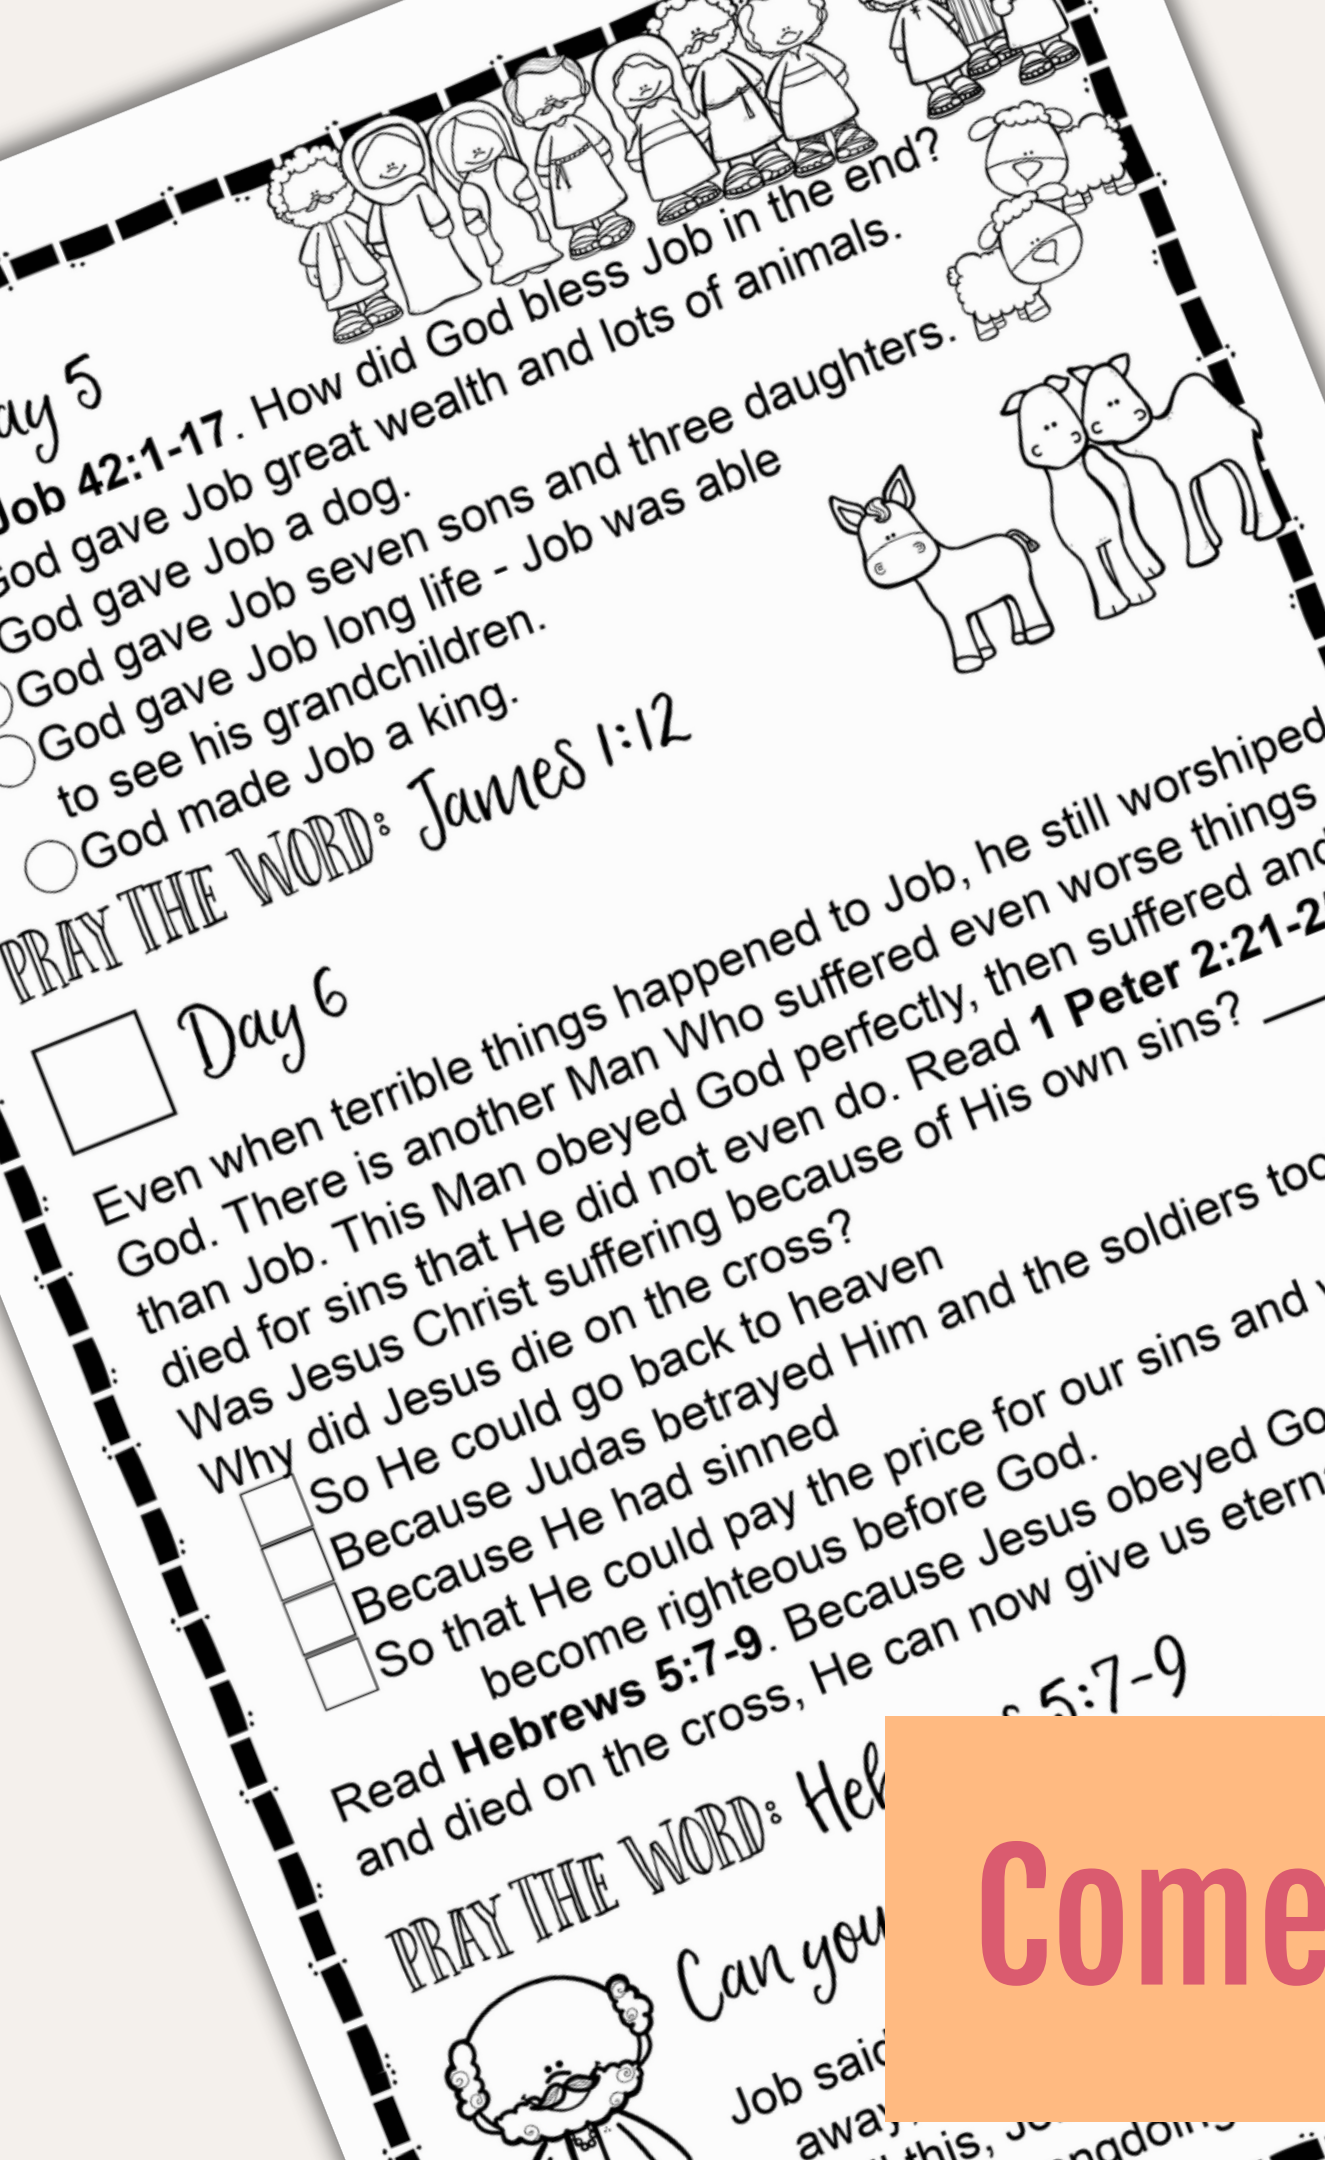 ay 5
Job 42:1-17. How did God bless Job in the end?
God gave Job great wealth and lots of animals.
God gave Job a dog.
God gave Job seven sons and three daughters.
God gave Job long life - Job was able
to see his grandchildren.
God made Job a king.
PRAY THE WORD: James 1:12
Day 6
Even when terrible things happened to Job, he still worshiped
God. There is another Man Who suffered even worse things
than Job. This Man obeyed God perfectly, then suffered and
died for sins that He did not even do. Read 1 Peter 2:21-2
Was Jesus Christ suffering because of His own sins?
Why did Jesus die on the cross?
So He could go back to heaven
Because Judas betrayed Him and the soldiers too
Because He had sinned
So that He could pay the price for our sins and
become righteous before God.
Read Hebrews 5:7-9. Because Jesus obeyed Go
and died on the cross, He can now give us etern
PRAY THE WORD: Heb s 5:7-9
Can you
Job said
away,
this, Jo
ngdoing
Come